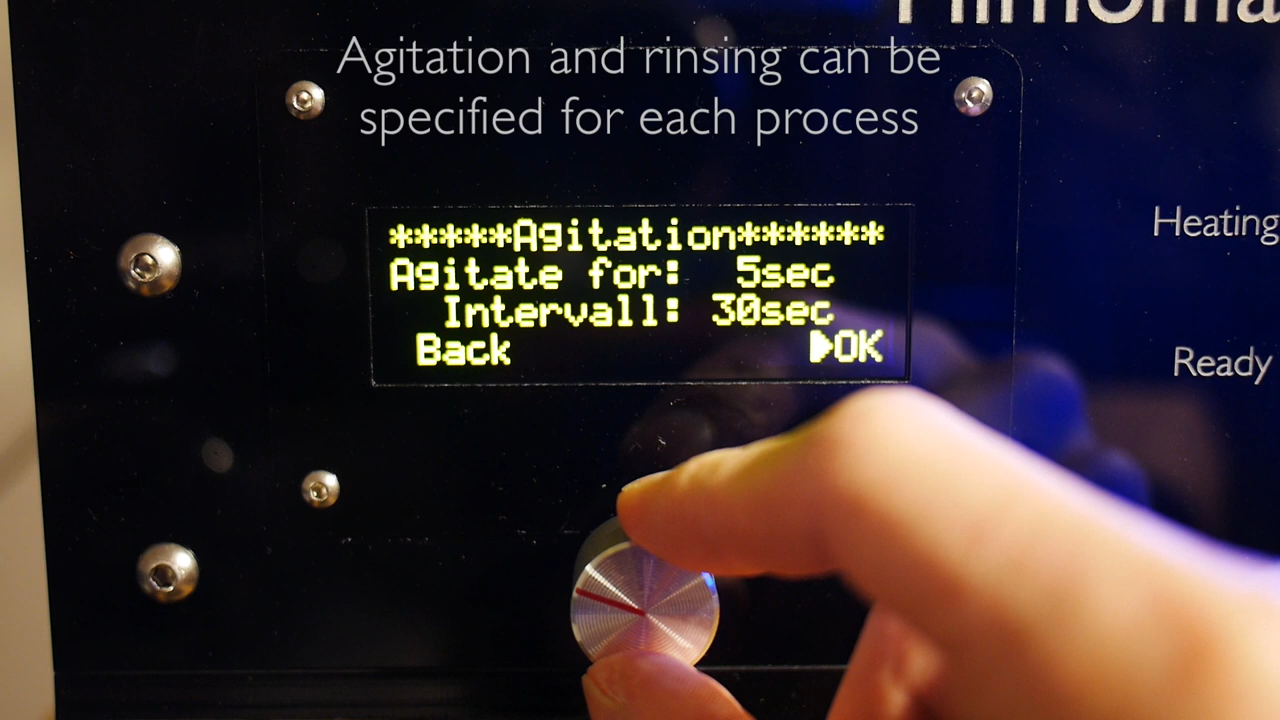 Agitation and rinsing can be
specified for each process
*****Agitation******
Agitate for: 5sec
Intervall: 30sec
Back ▶OK
Heating
Ready